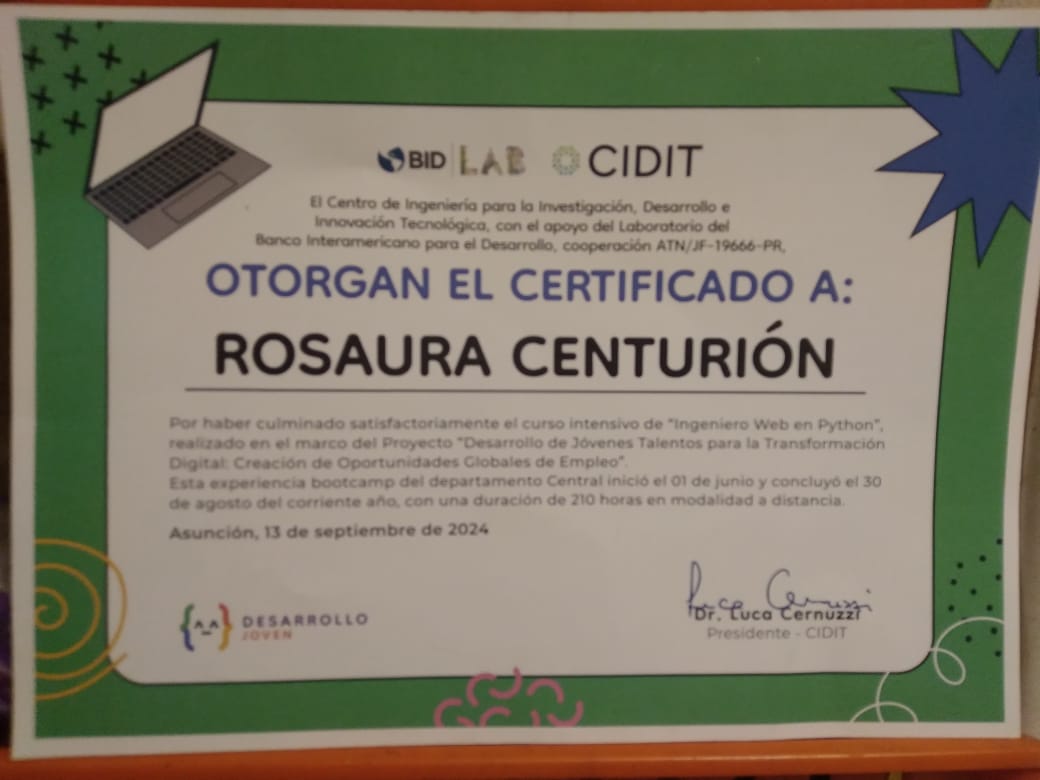 BID | LAB CIDIT
El Centro de Ingeniería para la Investigación, Desarrollo e
Innovación Tecnológica, con el apoyo del Laboratorio del
Banco Interamericano para el Desarrollo, cooperación ATN/JF-19666-PR,
OTORGAN EL CERTIFICADO A:
ROSAURA CENTURIÓN
Por haber culminado satisfactoriamente el curso intensivo de "Ingeniero Web en Python",
realizado en el marco del Proyecto "Desarrollo de Jóvenes Talentos para la Transformación
Digital: Creación de Oportunidades Globales de Empleo".
Esta experiencia bootcamp del departamento Central inició el 01 de junio y concluyó el 30
de agosto del corriente año, con una duración de 210 horas en modalidad a distancia.
Asunción, 13 de septiembre de 2024
Luca Cernuzzi
Dr. Luca Cernuzzi
Presidente - CIDIT
{^_^} DESARROLLO
JOVEN